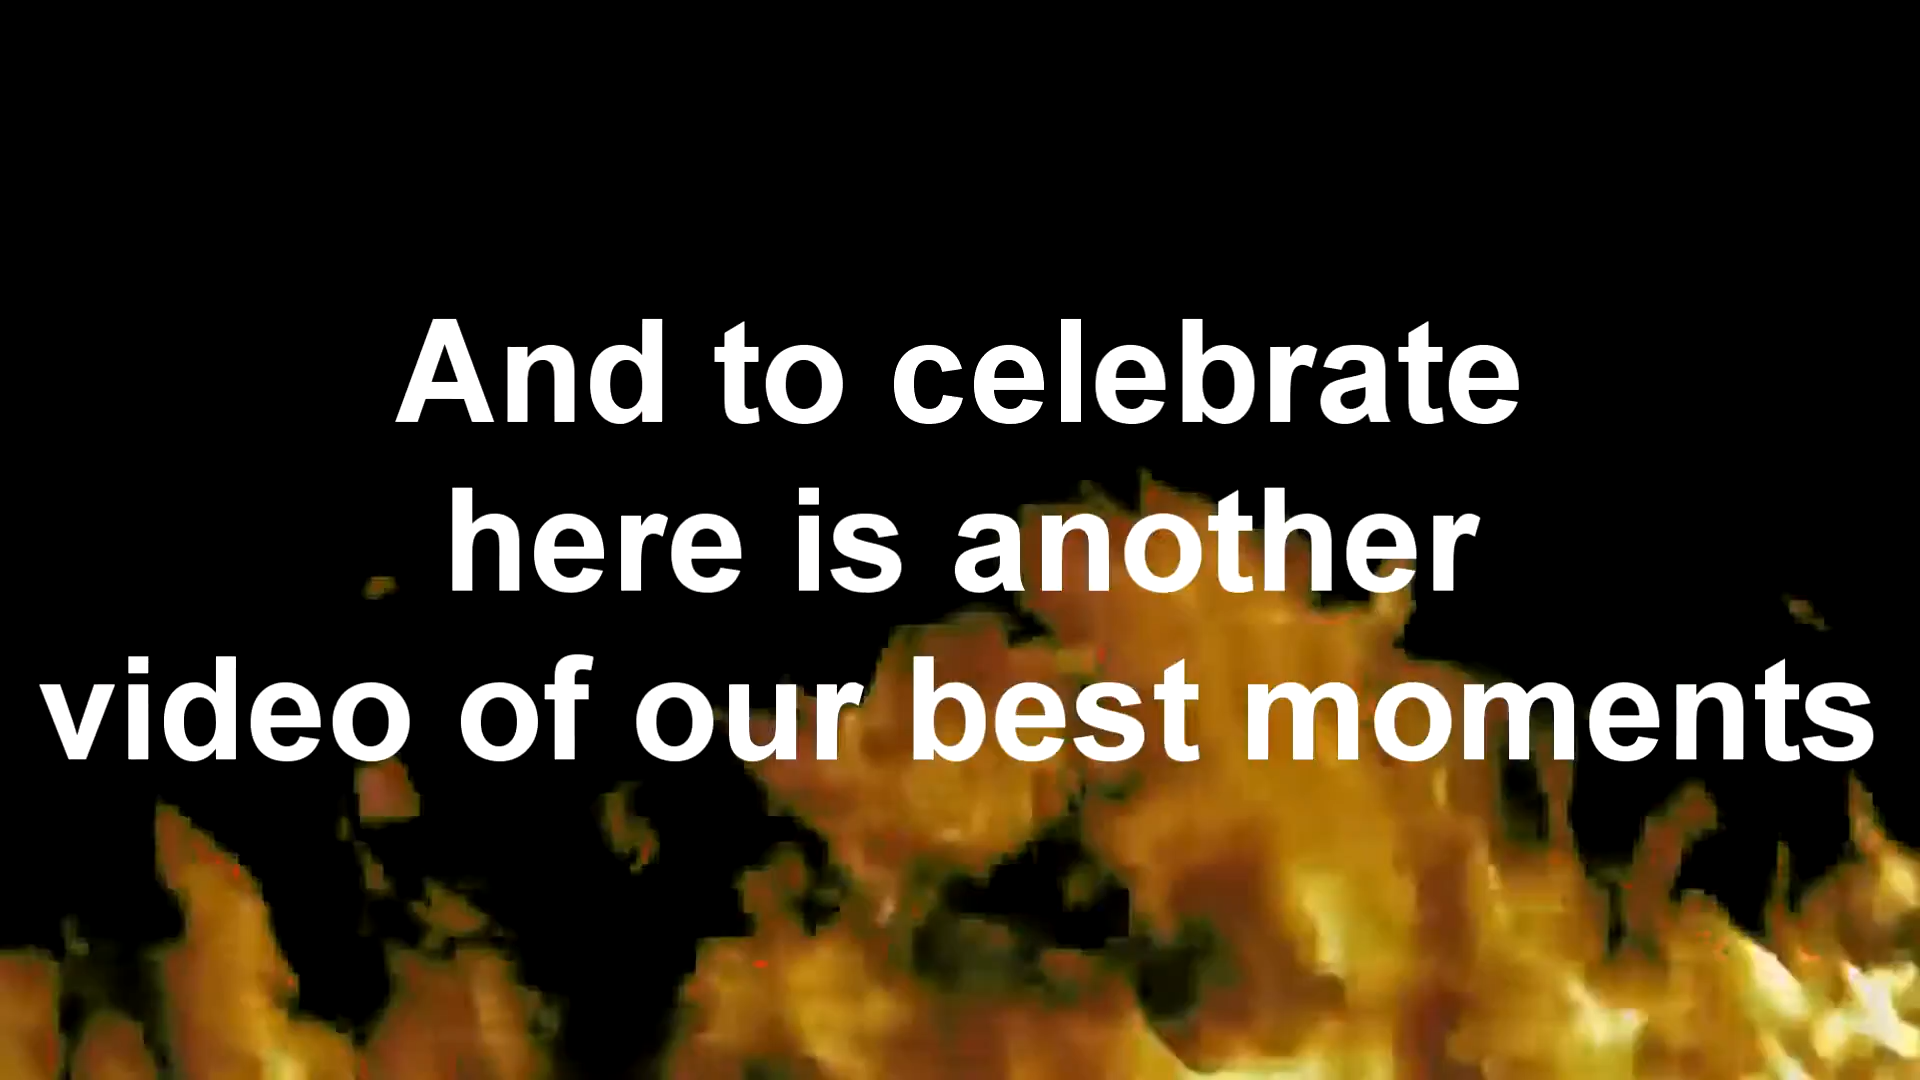 And to celebrate
here is another
video of our best moments